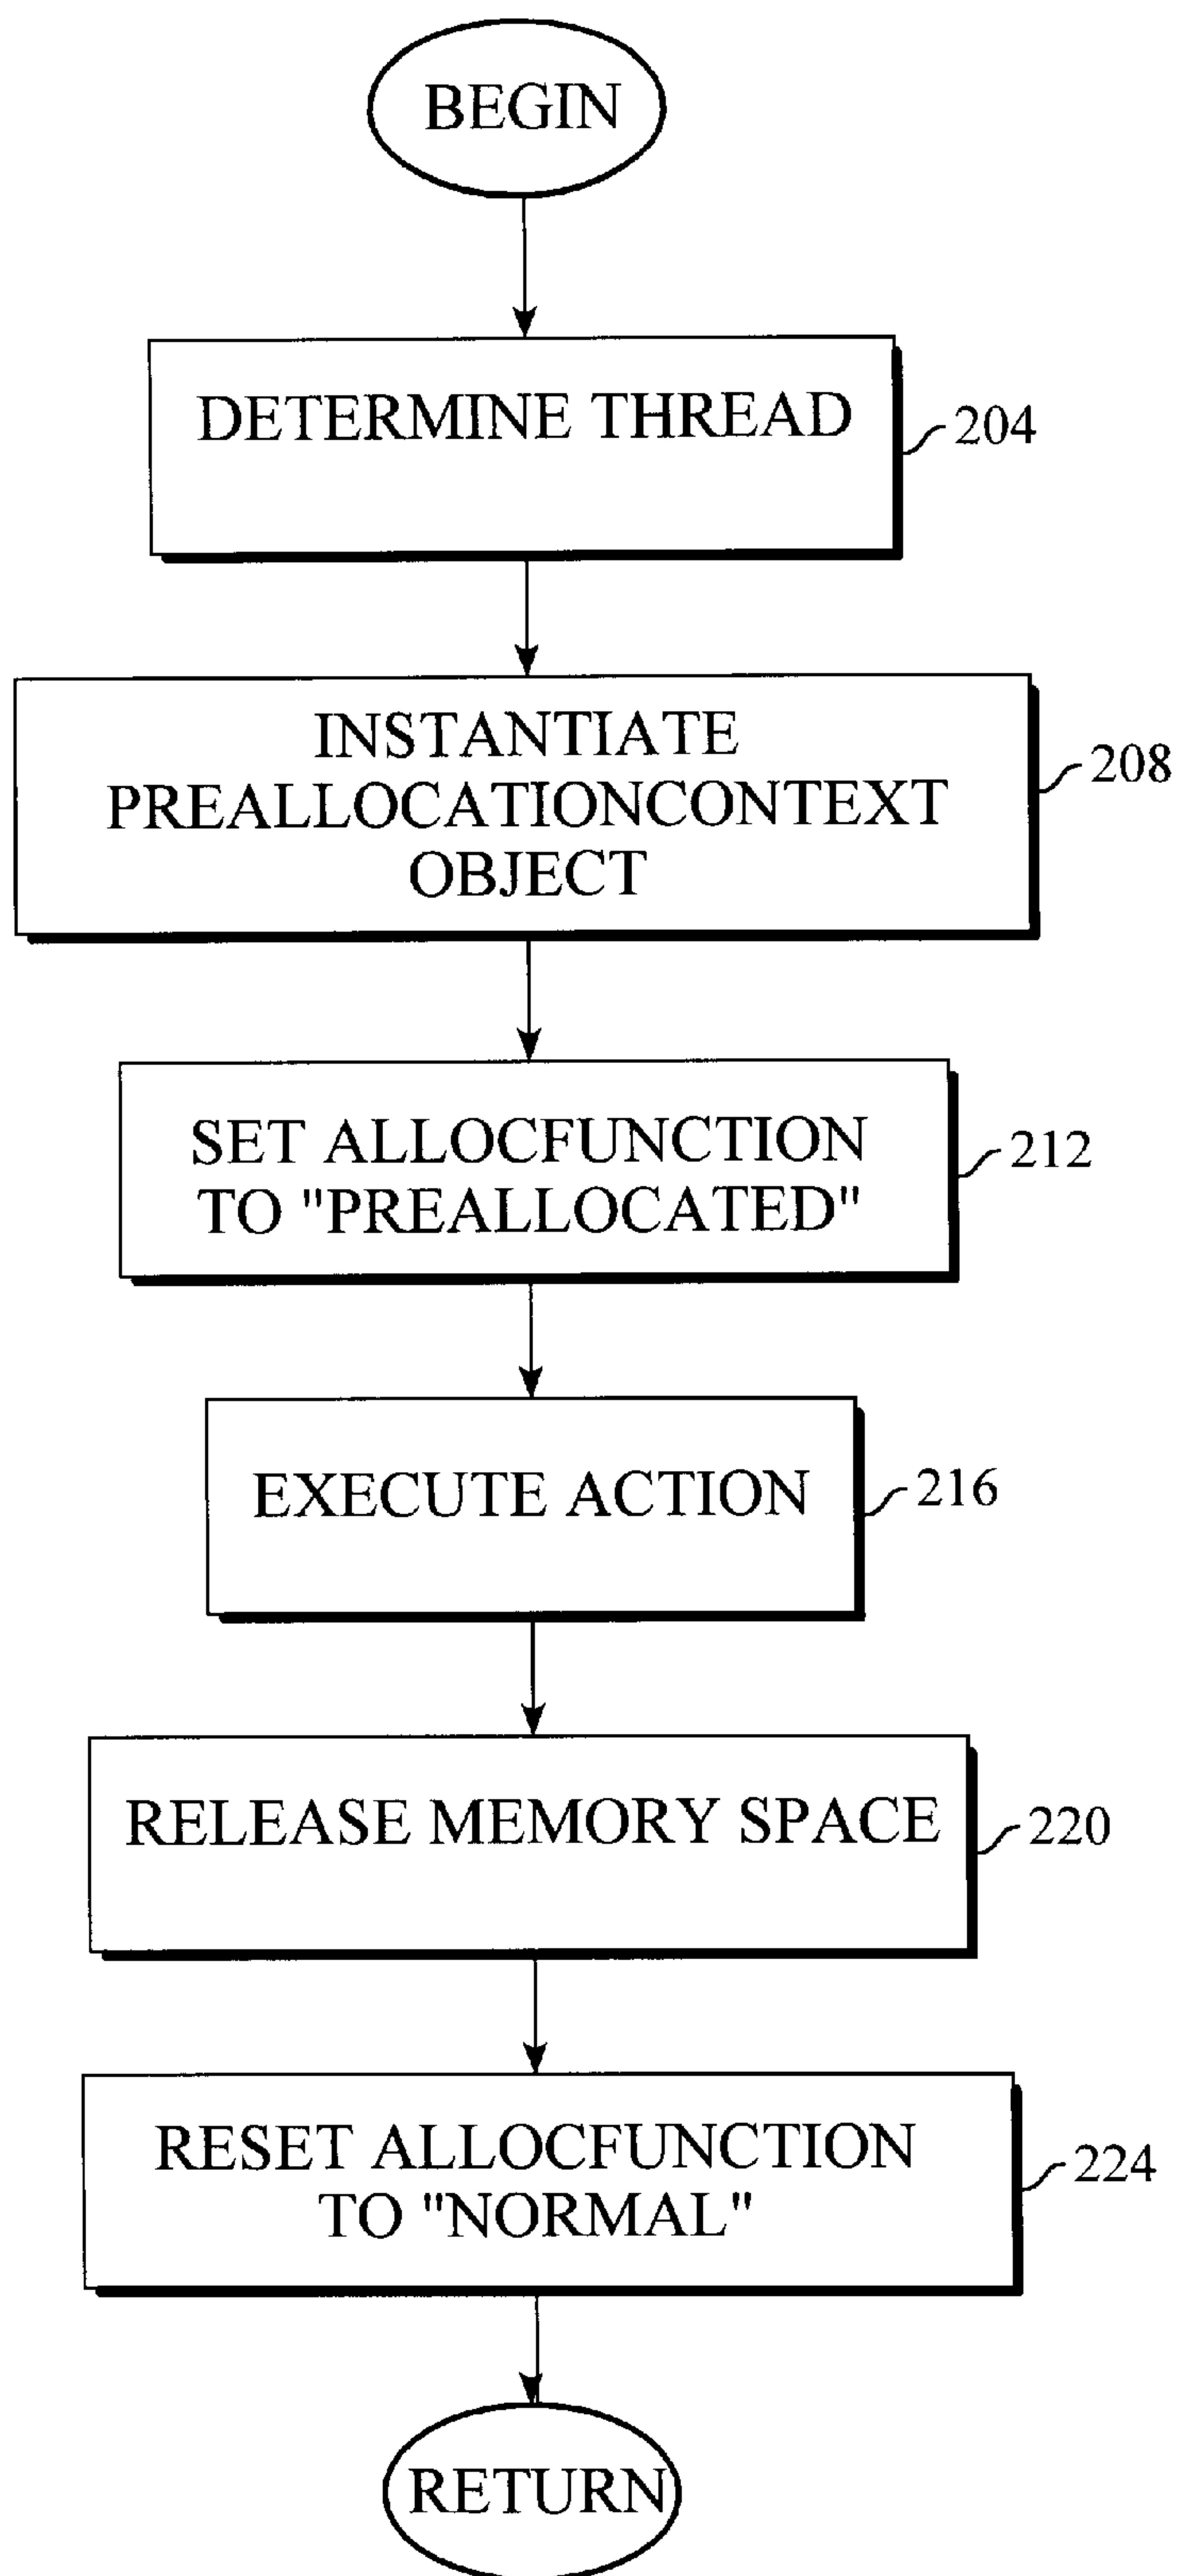 BEGIN
DETERMINE THREAD
204
INSTANTIATE
PREALLOCATIONCONTEXT
OBJECT
208
SET ALLOCFUNCTION
TO "PREALLOCATED"
212
EXECUTE ACTION
216
RELEASE MEMORY SPACE
220
RESET ALLOCFUNCTION
TO "NORMAL"
224
RETURN